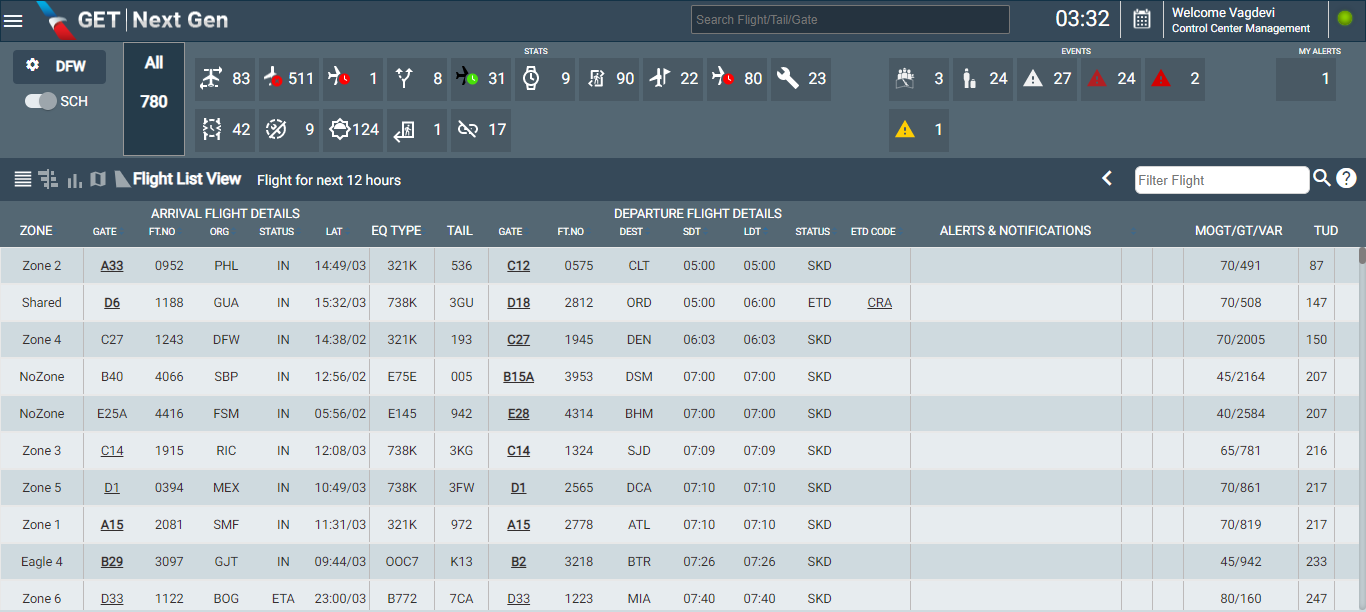 GET | Next Gen Search Flight/Tail/Gate 03:32 Welcome Vagdevi
Control Center Management
STATS EVENTS MY ALERTS
DFW All 83 511 1 8 31 9 90 22 80 23 3 24 27 24 2 1
SCH 780
42 9 124 1 17 1
Flight List View Flight for next 12 hours Filter Flight ?
ARRIVAL FLIGHT DETAILS DEPARTURE FLIGHT DETAILS
ZONE GATE FT.NO ORG STATUS LAT EQ TYPE TAIL GATE FT.NO DEST SDT LDT STATUS ETD CODE ALERTS & NOTIFICATIONS MOGT/GT/VAR TUD
Zone 2 A33 0952 PHL IN 14:49/03 321K 536 C12 0575 CLT 05:00 05:00 SKD 70/491 87
Shared D6 1188 GUA IN 15:32/03 738K 3GU D18 2812 ORD 05:00 06:00 ETD CRA 70/508 147
Zone 4 C27 1243 DFW IN 14:38/02 321K 193 C27 1945 DEN 06:03 06:03 SKD 70/2005 150
NoZone B40 4066 SBP IN 12:56/02 E75E 005 B15A 3953 DSM 07:00 07:00 SKD 45/2164 207
NoZone E25A 4416 FSM IN 05:56/02 E145 942 E28 4314 BHM 07:00 07:00 SKD 40/2584 207
Zone 3 C14 1915 RIC IN 12:08/03 738K 3KG C14 1324 SJD 07:09 07:09 SKD 65/781 216
Zone 5 D1 0394 MEX IN 10:49/03 738K 3FW D1 2565 DCA 07:10 07:10 SKD 70/861 217
Zone 1 A15 2081 SMF IN 11:31/03 321K 972 A15 2778 ATL 07:10 07:10 SKD 70/819 217
Eagle 4 B29 3097 GJT IN 09:44/03 OOC7 K13 B2 3218 BTR 07:26 07:26 SKD 45/942 233
Zone 6 D33 1122 BOG ETA 23:00/03 B772 7CA D33 1223 MIA 07:40 07:40 SKD 80/160 247